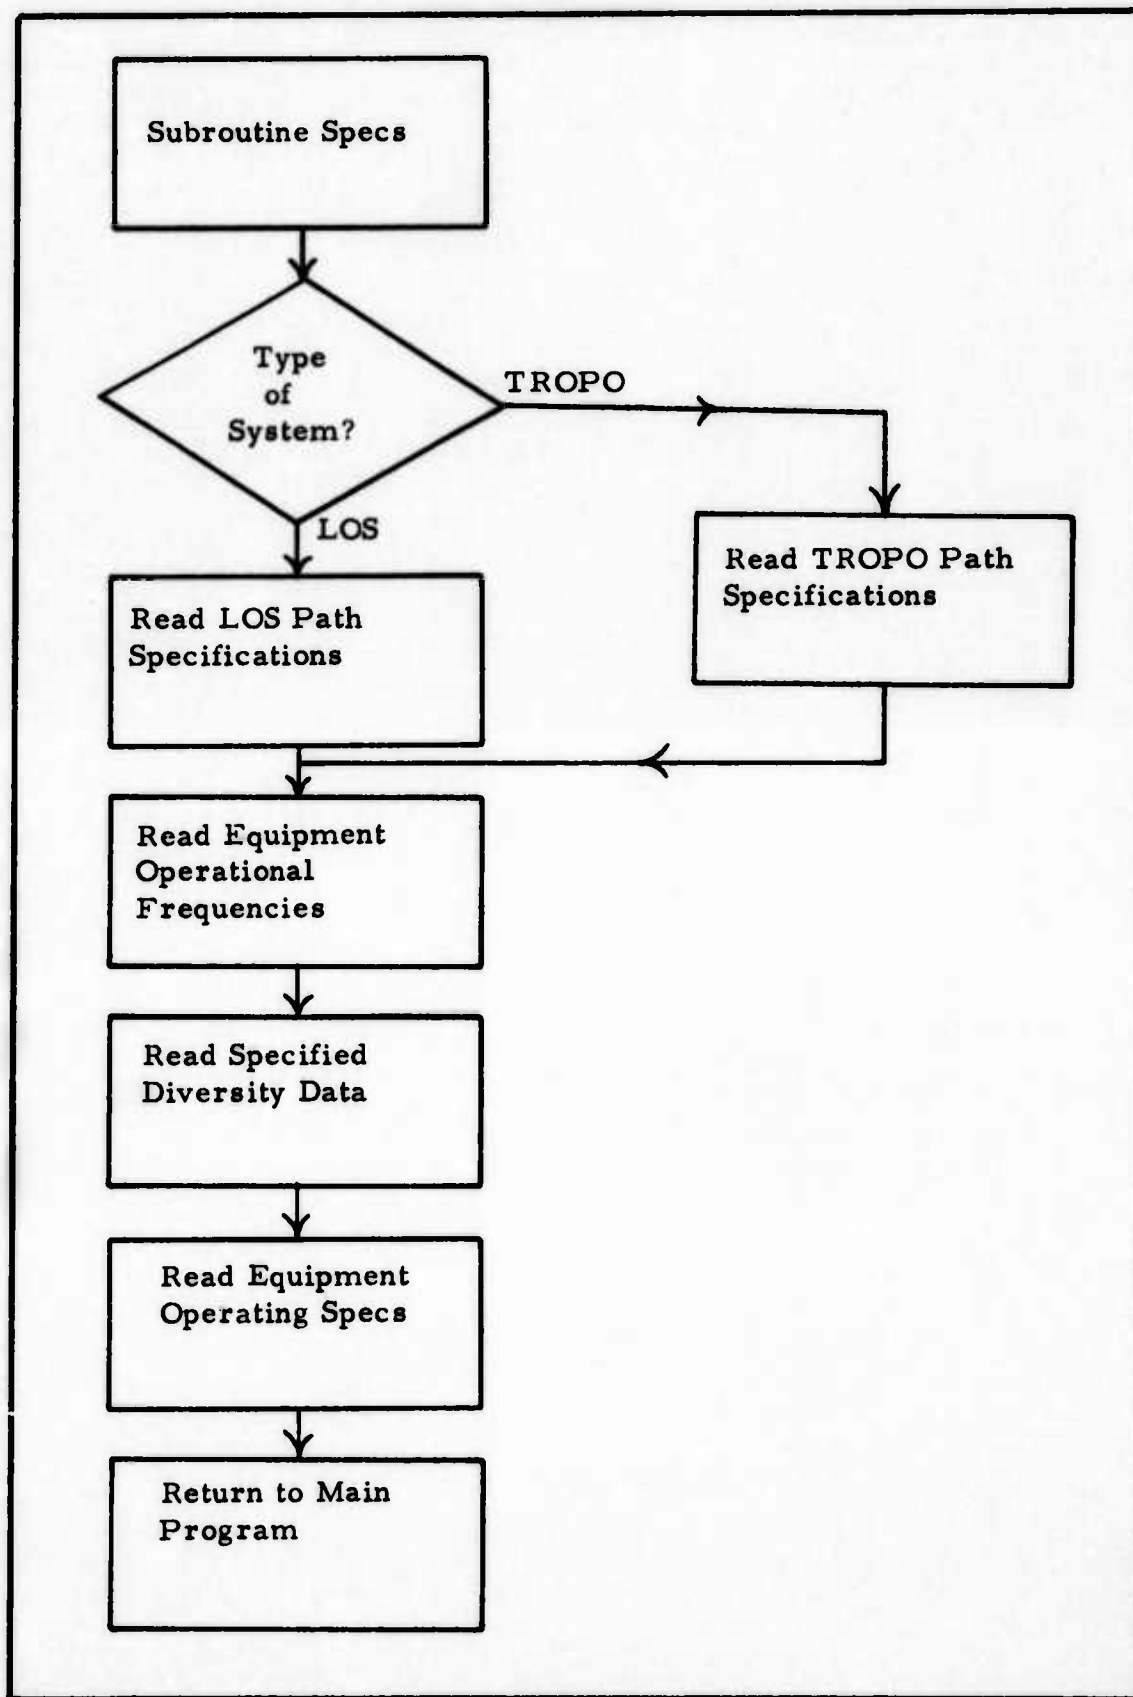 Subroutine Specs
Type
of
System?
TROPO
LOS
Read TROPO Path
Specifications
Read LOS Path
Specifications
Read Equipment
Operational
Frequencies
Read Specified
Diversity Data
Read Equipment
Operating Specs
Return to Main
Program